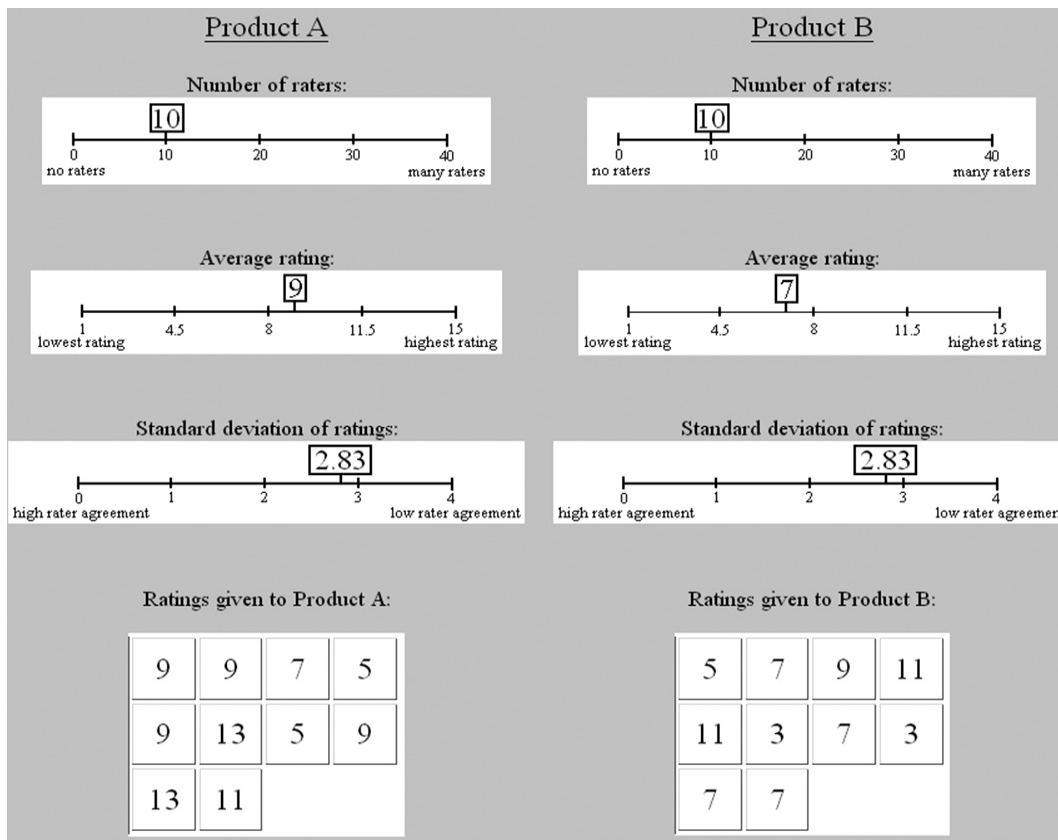 Product A
Product B
Number of raters:
Number of raters:
10
10
0 10 20 30 40
0 10 20 30 40
no raters many raters
no raters many raters
Average rating:
Average rating:
9
7
1 4.5 8 11.5 15
1 4.5 8 11.5 15
lowest rating highest rating
lowest rating highest rating
Standard deviation of ratings:
Standard deviation of ratings:
2.83
2.83
0 1 2 3 4
0 1 2 3 4
high rater agreement low rater agreement
high rater agreement low rater agreement
Ratings given to Product A:
Ratings given to Product B:
9 9 7 5
5 7 9 11
9 13 5 9
11 3 7 3
13 11
7 7